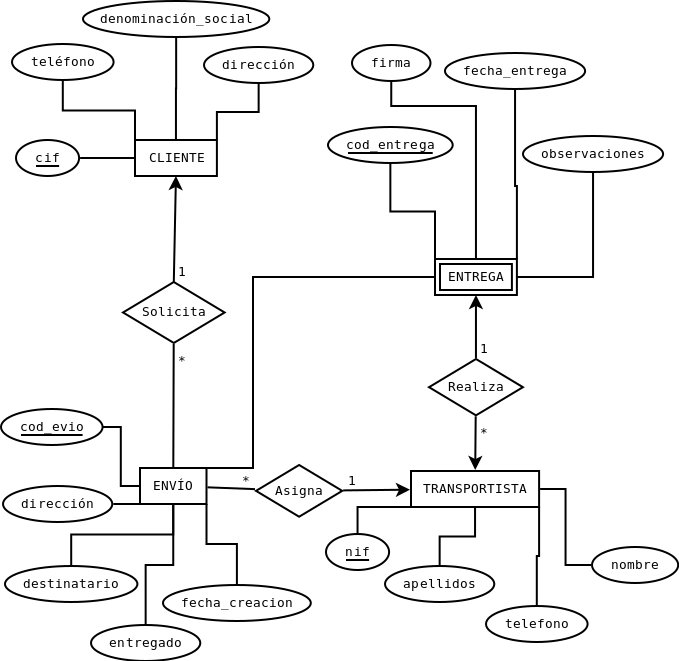 denominación_social
teléfono
dirección
cif
CLIENTE
firma
fecha_entrega
cod_entrega
observaciones
ENTREGA
1
Solicita
*
1
Realiza
*
cod_evio
ENVÍO
*
Asigna
1
TRANSPORTISTA
dirección
destinatario
fecha_creacion
entregado
nif
apellidos
telefono
nombre